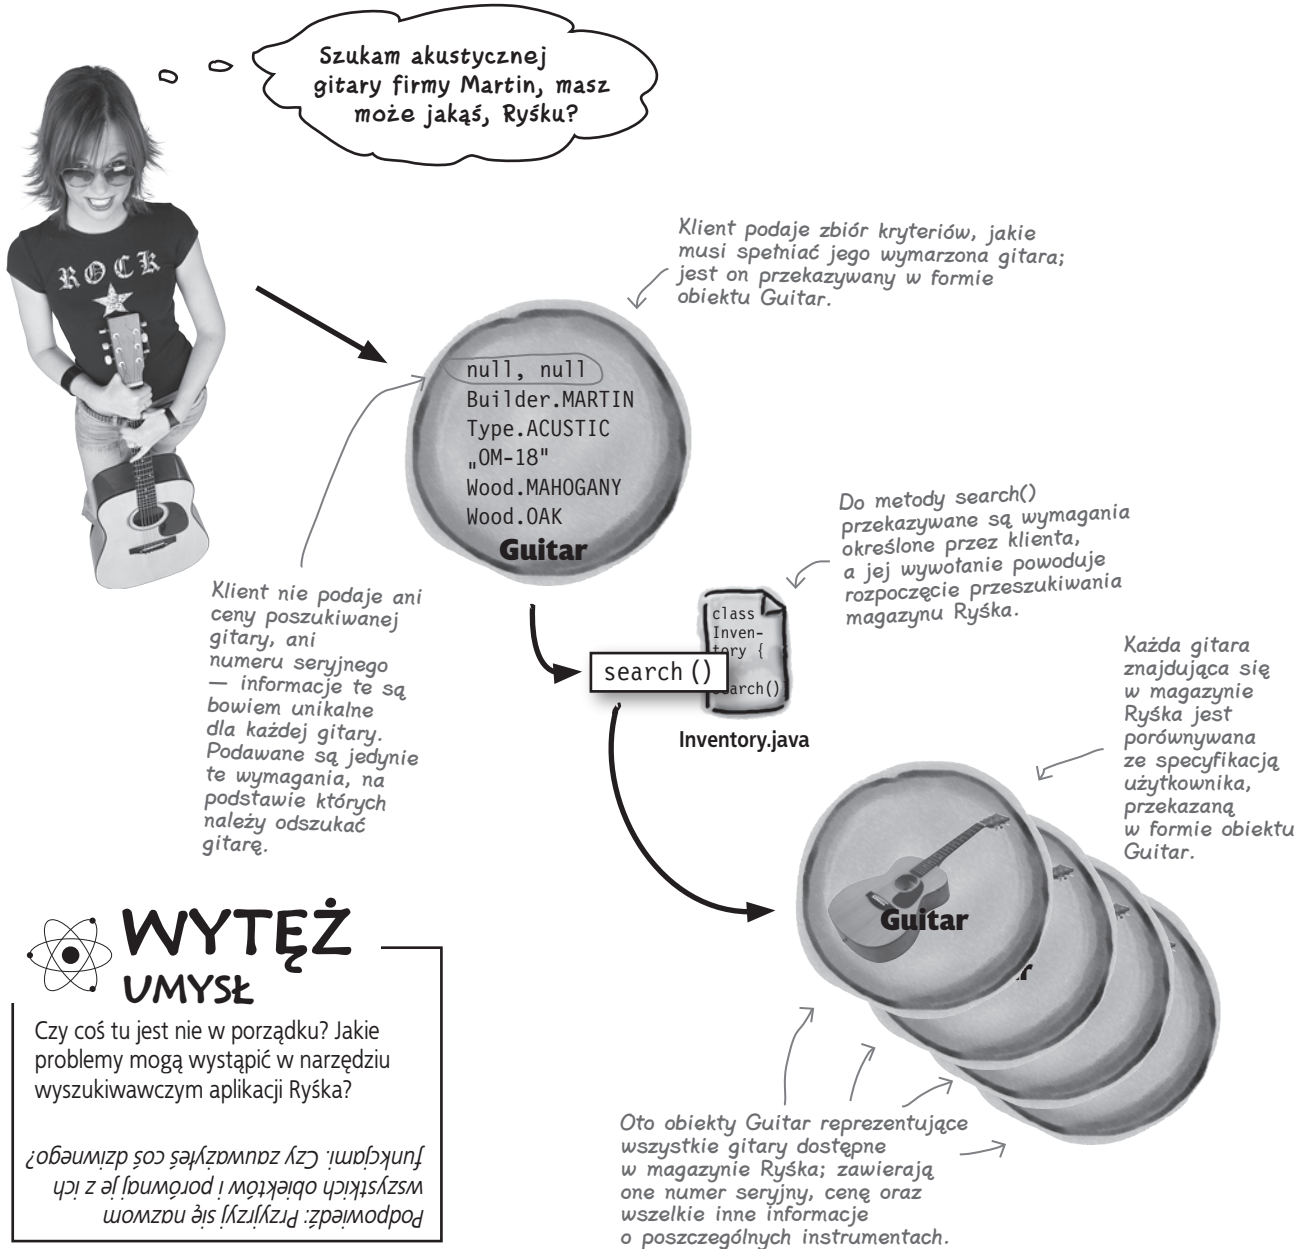 Szukam akustycznej
gitary firmy Martin, masz
może jakąś, Ryśku?
ROCK
Klient podaje zbiór kryteriów, jakie
musi spełniać jego wymarzona gitara;
jest on przekazywany w formie
obiektu Guitar.
null, null
Builder.MARTIN
Type.ACUSTIC
„OM-18"
Wood.MAHOGANY
Wood.OAK
Guitar
Klient nie podaje ani
ceny poszukiwanej
gitary, ani
numeru seryjnego
— informacje te są
bowiem unikalne
dla każdej gitary.
Podawane są jedynie
te wymagania, na
podstawie których
należy odszukać
gitarę.
Do metody search()
przekazywane są wymagania
określone przez klienta,
a jej wywołanie powoduje
rozpoczęcie przeszukiwania
magazynu Ryśka.
class
Inven-
tory {
search()
search ()
Inventory.java
Każda gitara
znajdująca się
w magazynie
Ryśka jest
porównywana
ze specyfikacją
użytkownika,
przekazaną
w formie obiektu
Guitar.
Guitar
Oto obiekty Guitar reprezentujące
wszystkie gitary dostępne
w magazynie Ryśka; zawierają
one numer seryjny, cenę oraz
wszelkie inne informacje
o poszczególnych instrumentach.
WYTĘŻ
UMYSŁ
Czy coś tu jest nie w porządku? Jakie
problemy mogą wystąpić w narzędziu
wyszukiwawczym aplikacji Ryśka?
Podpowiedź: Przyjrzyj się nazwom
wszystkich obiektów i porównaj je z ich
funkcjami. Czy zauważyłeś coś dziwnego?